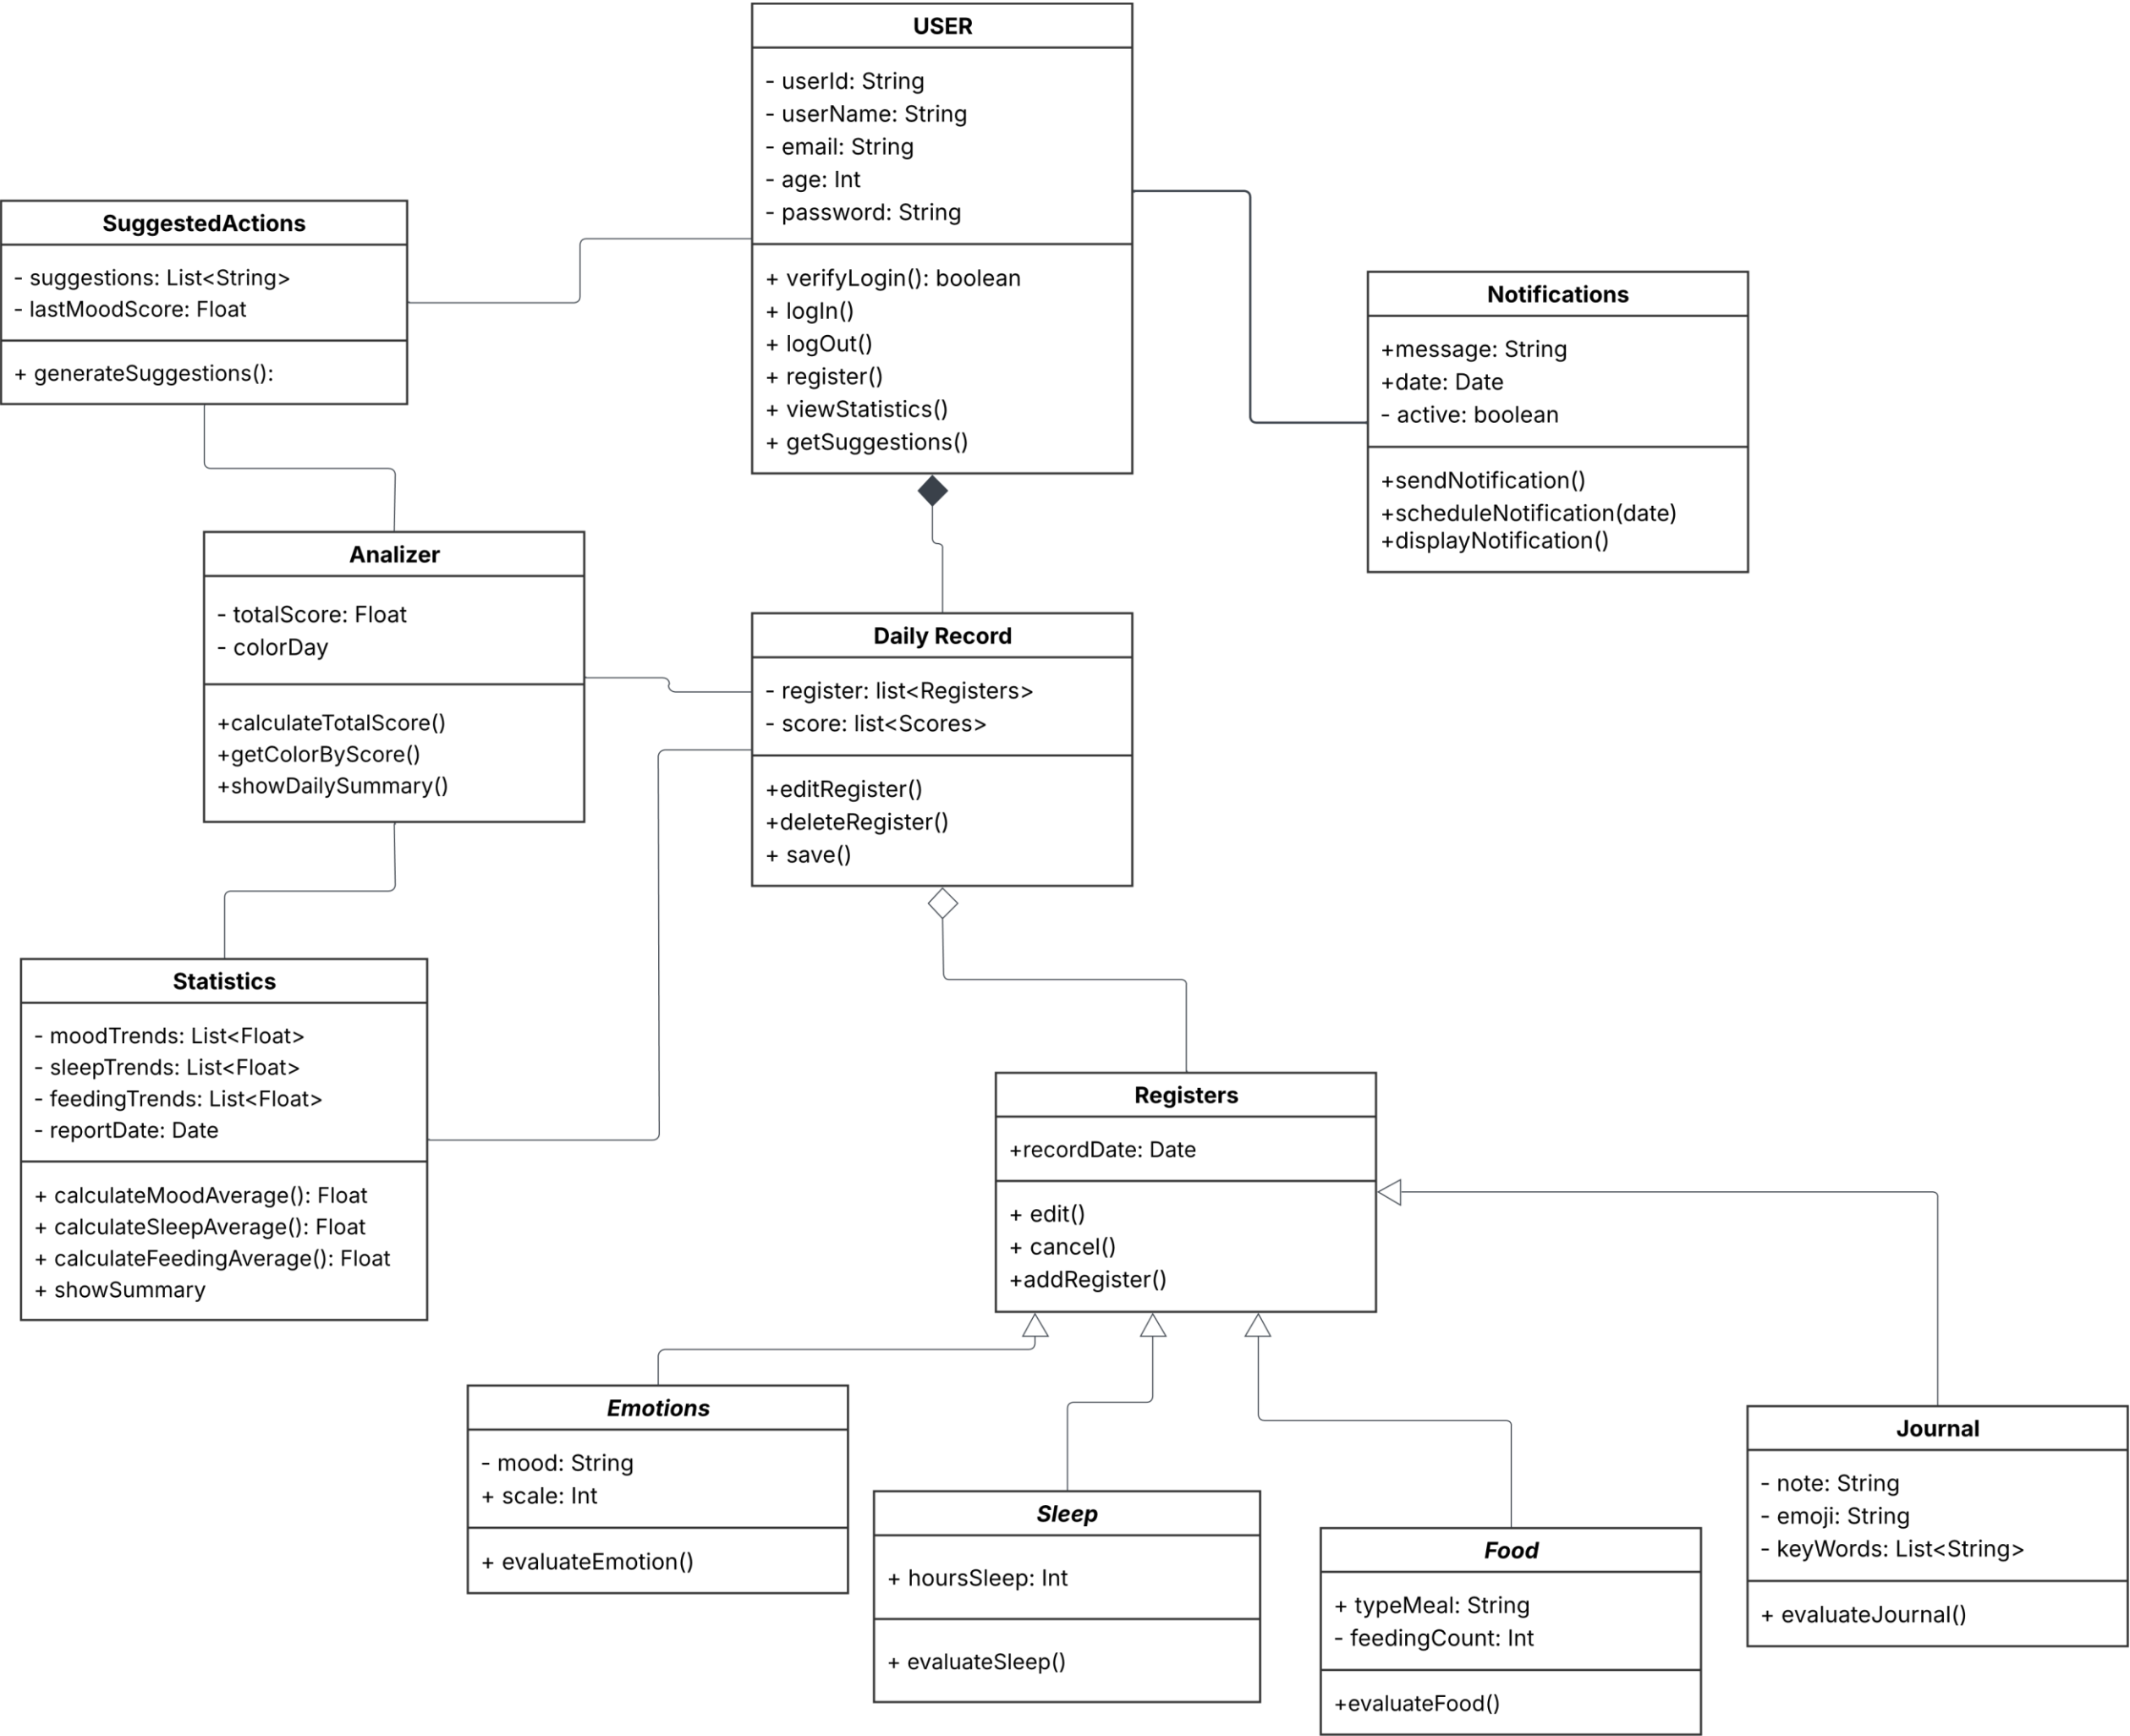 USER
- userId: String
- userName: String
- email: String
- age: Int
- password: String
+ verifyLogin(): boolean
+ logIn()
+ logOut()
+ register()
+ viewStatistics()
+ getSuggestions()
SuggestedActions
- suggestions: List<String>
- lastMoodScore: Float
+ generateSuggestions():
Notifications
+message: String
+date: Date
- active: boolean
+sendNotification()
+scheduleNotification(date)
+displayNotification()
Analizer
- totalScore: Float
- colorDay
+calculateTotalScore()
+getColorByScore()
+showDailySummary()
Daily Record
- register: list<Registers>
- score: list<Scores>
+editRegister()
+deleteRegister()
+ save()
Statistics
- moodTrends: List<Float>
- sleepTrends: List<Float>
- feedingTrends: List<Float>
- reportDate: Date
+ calculateMoodAverage(): Float
+ calculateSleepAverage(): Float
+ calculateFeedingAverage(): Float
+ showSummary
Registers
+recordDate: Date
+ edit()
+ cancel()
+addRegister()
Emotions
- mood: String
+ scale: Int
+ evaluateEmotion()
Sleep
+ hoursSleep: Int
+ evaluateSleep()
Food
+ typeMeal: String
- feedingCount: Int
+evaluateFood()
Journal
- note: String
- emoji: String
- keyWords: List<String>
+ evaluateJournal()